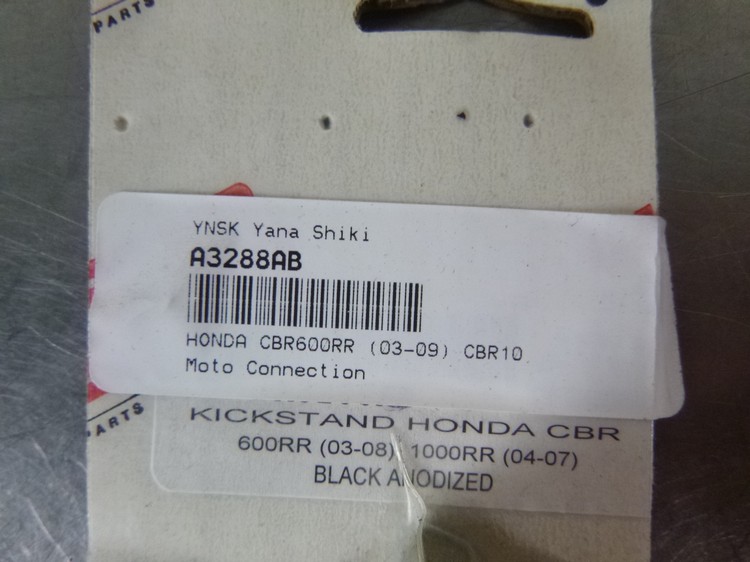 PARTS
YNSK Yana Shiki
A3288AB
HONDA CBR600RR (03-09) CBR10
Moto Connection
PARTS
KICKSTAND HONDA CBR
600RR (03-08) 1000RR (04-07)
BLACK ANODIZED